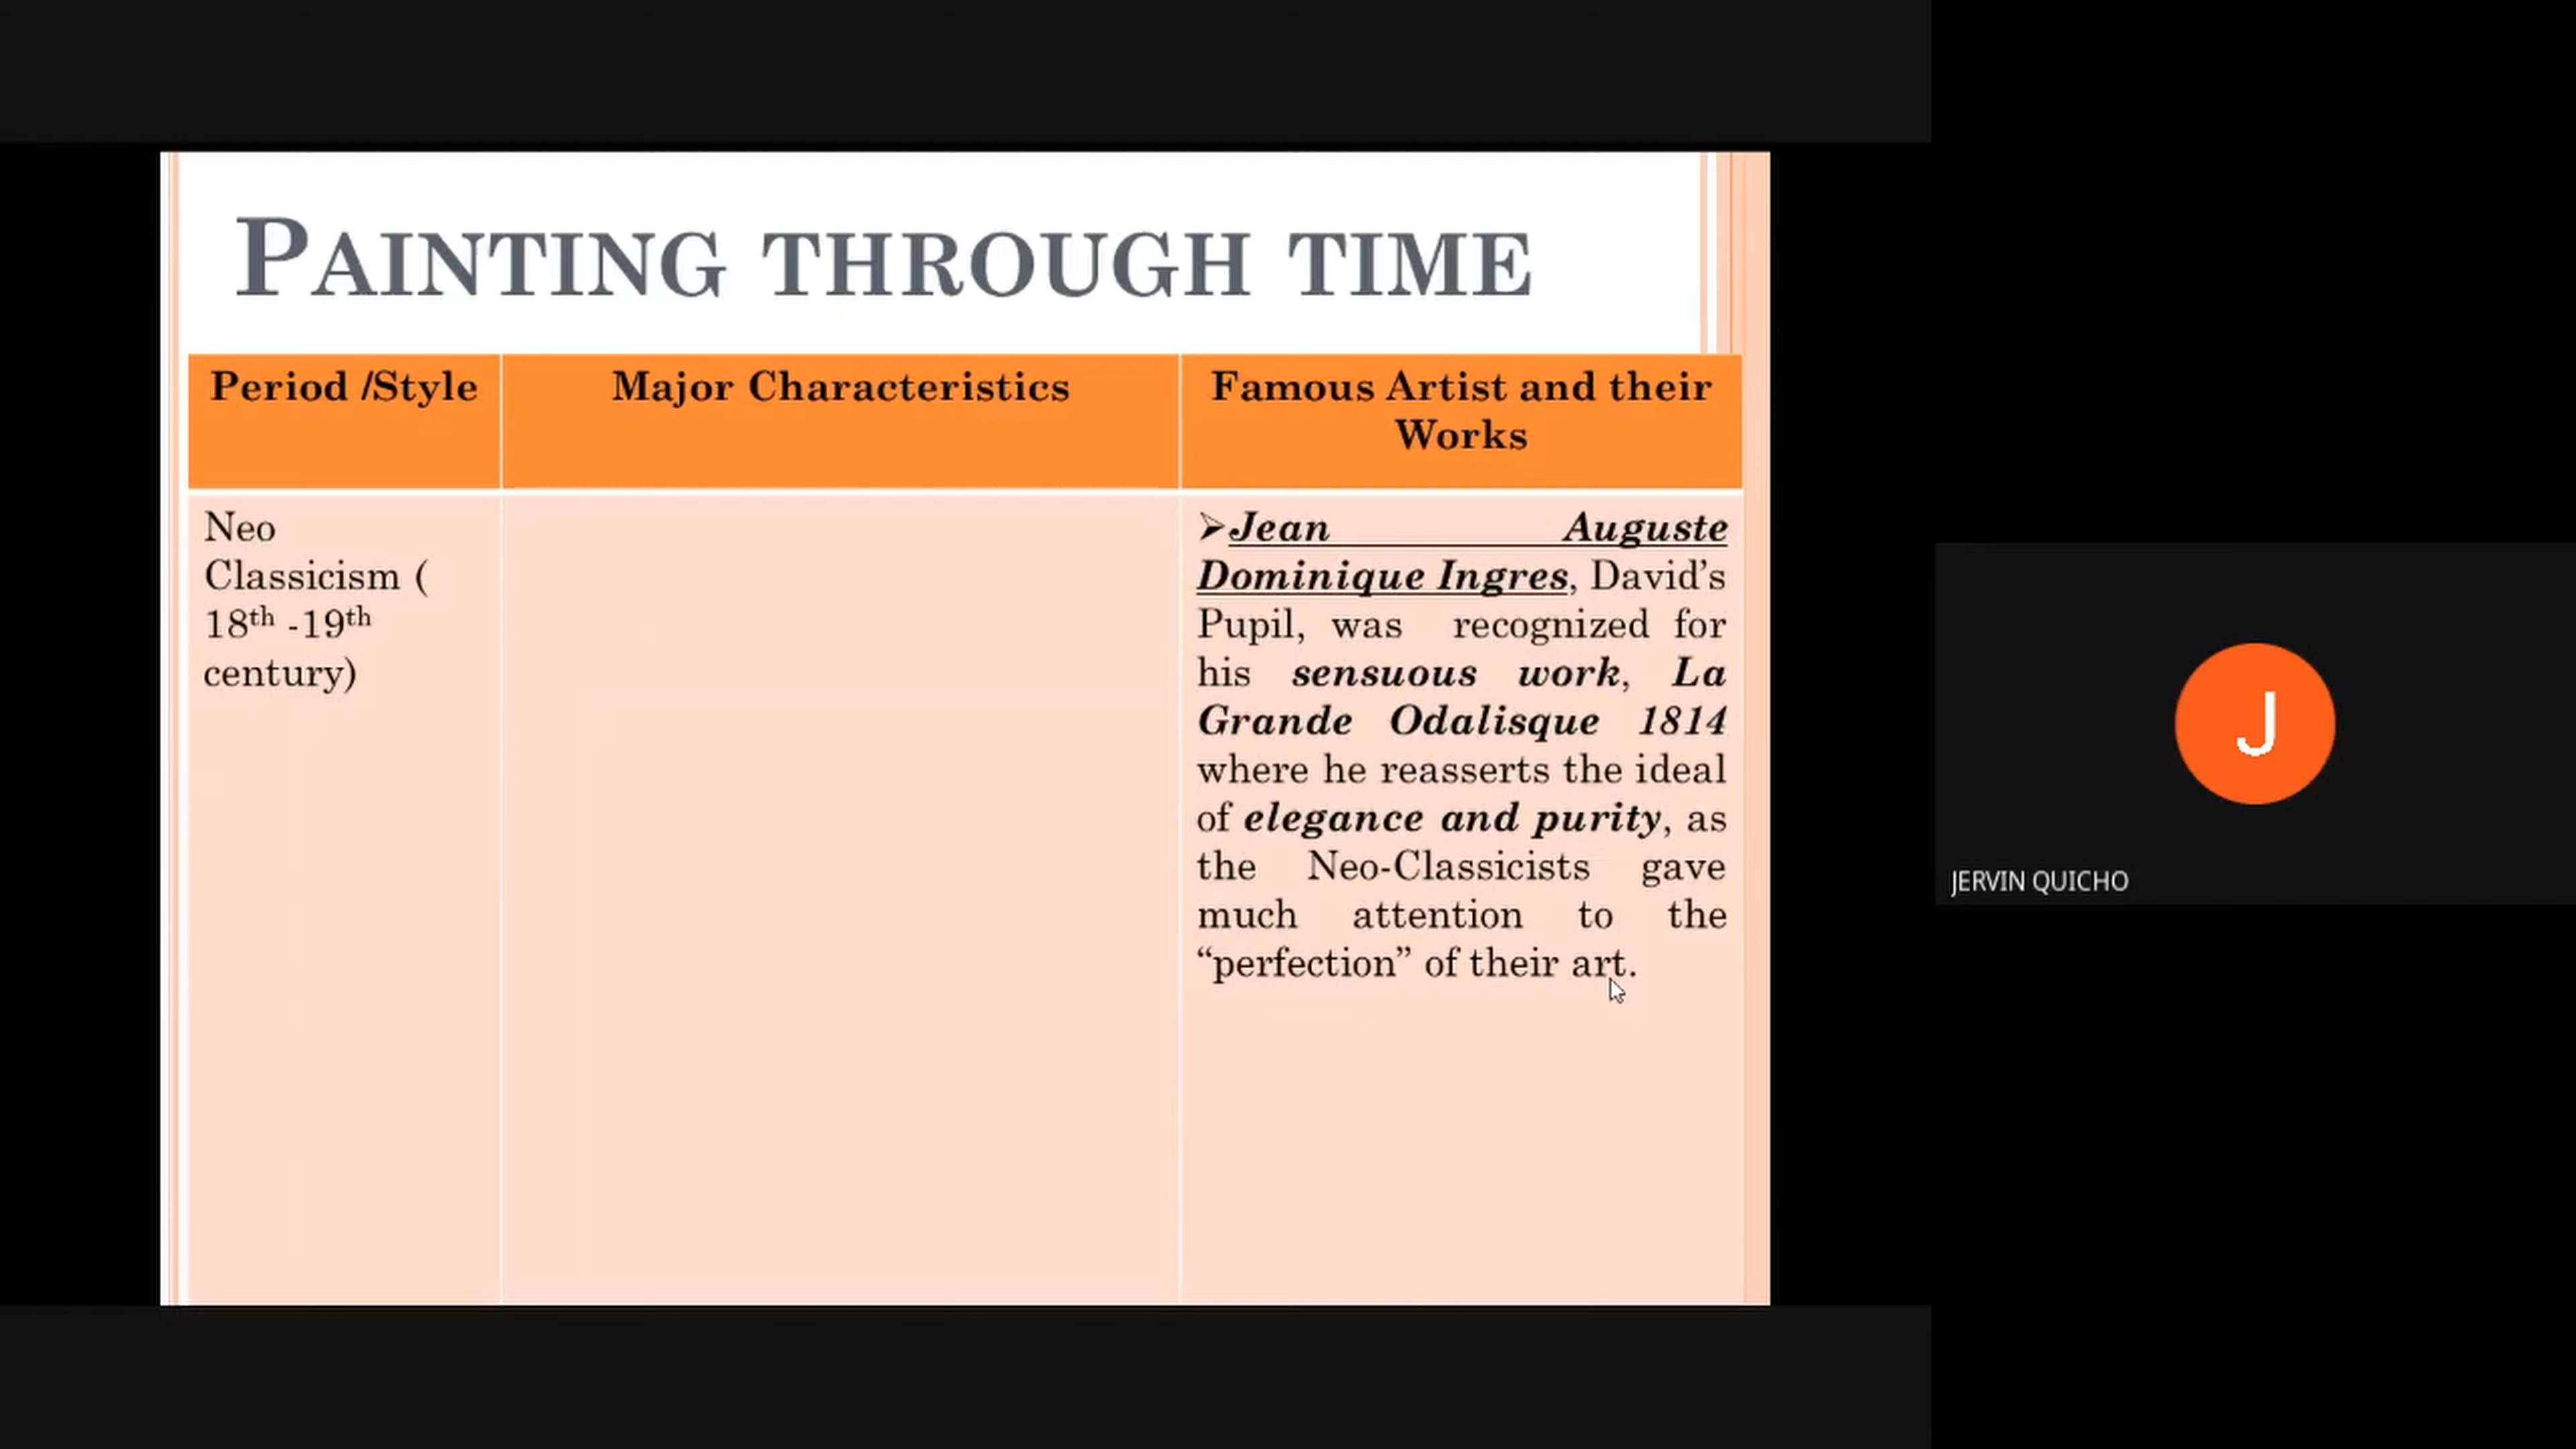 PAINTING THROUGH TIME
Period /Style
Major Characteristics
Famous Artist and their
Works
Neo
Classicism (
18th -19th
century)
➢Jean Auguste
Dominique Ingres, David’s
Pupil, was recognized for
his sensuous work, La
Grande Odalisque 1814
where he reasserts the ideal
of elegance and purity, as
the Neo-Classicists gave
much attention to the
“perfection” of their art.
J
JERVIN QUICHO